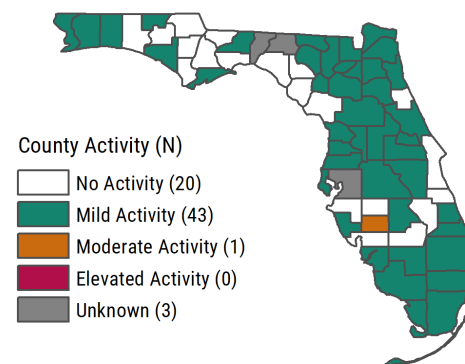 County Activity (N)
No Activity (20)
Mild Activity (43)
Moderate Activity (1)
Elevated Activity (0)
Unknown (3)